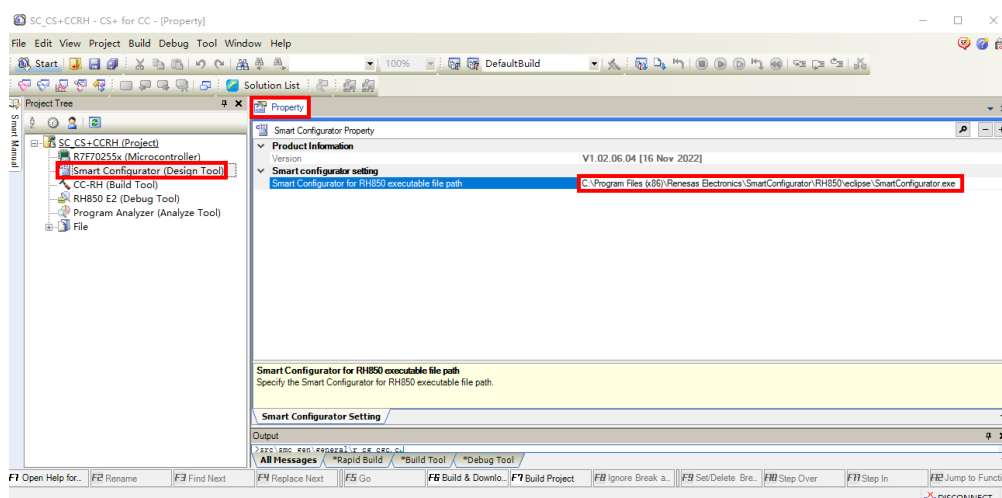 SC_CS+CCRH - CS+ for CC - [Property]
File Edit View Project Build Debug Tool Window Help
Start 100% DefaultBuild
Solution List
Project Tree
Property
Smart Manual
Smart Configurator Property
SC_CS+CCRH (Project)
Product Information
R7F70255x (Microcontroller)
Version V1.02.06.04 [16 Nov 2022]
Smart Configurator (Design Tool)
Smart configurator setting
CC-RH (Build Tool)
Smart Configurator for RH850 executable file path C:\Program Files (x86)\Renesas Electronics\SmartConfigurator\RH850\eclipse\SmartConfigurator.exe
RH850 E2 (Debug Tool)
Program Analyzer (Analyze Tool)
File
Smart Configurator for RH850 executable file path
Specify the Smart Configurator for RH850 executable file path.
Smart Configurator Setting
Output
>src\smc_gen\general\r_cg_cgc.c
All Messages *Rapid Build *Build Tool *Debug Tool
F1 Open Help for... F2 Rename F3 Find Next F4 Replace Next F5 Go F6 Build & Downlo... F7 Build Project F8 Ignore Break a... F9 Set/Delete Bre... F10 Step Over F11 Step In F12 Jump to Functi
DISCONNECT